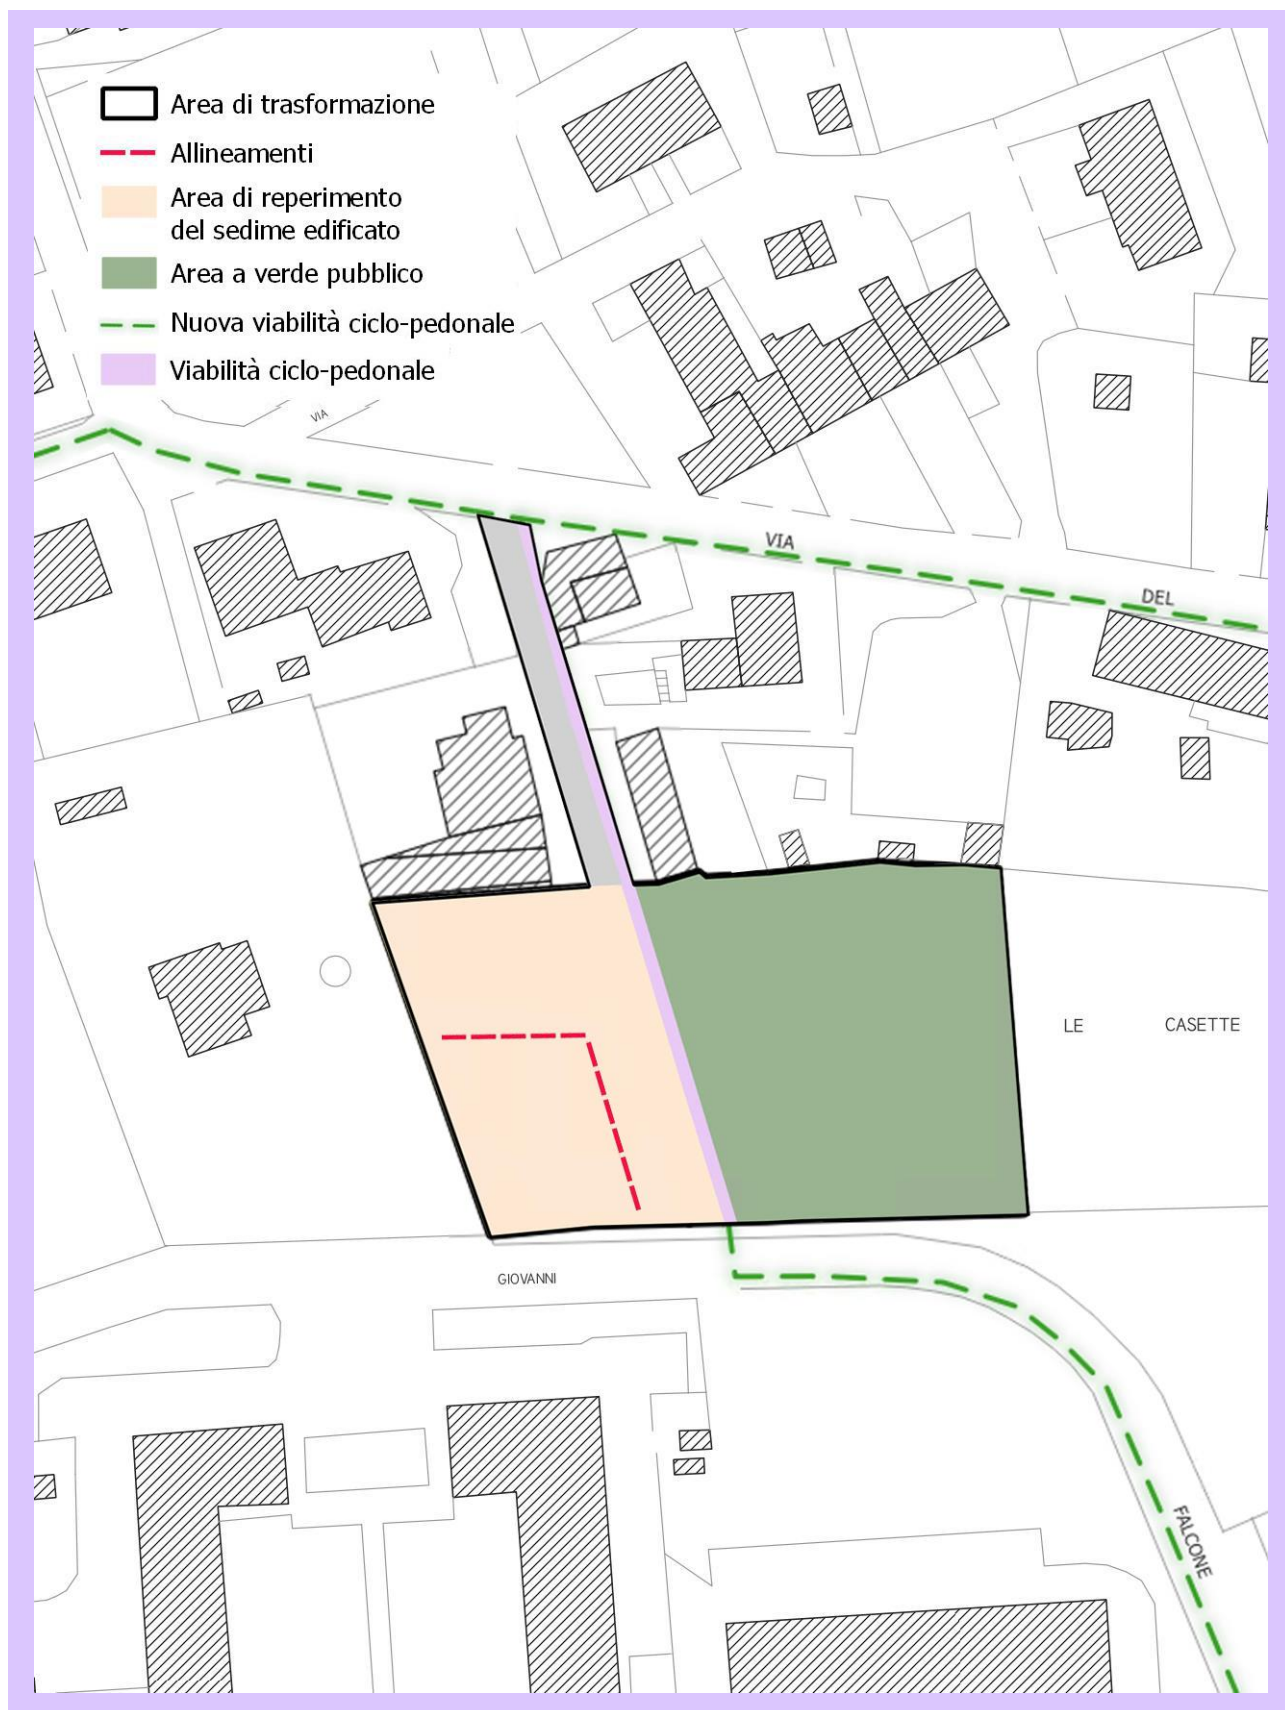 Area di trasformazione
Allineamenti
Area di reperimento
del sedime edificato
Area a verde pubblico
Nuova viabilità ciclo-pedonale
Viabilità ciclo-pedonale
VIA
VIA
DEL
LE CASETTE
GIOVANNI
FALCONE